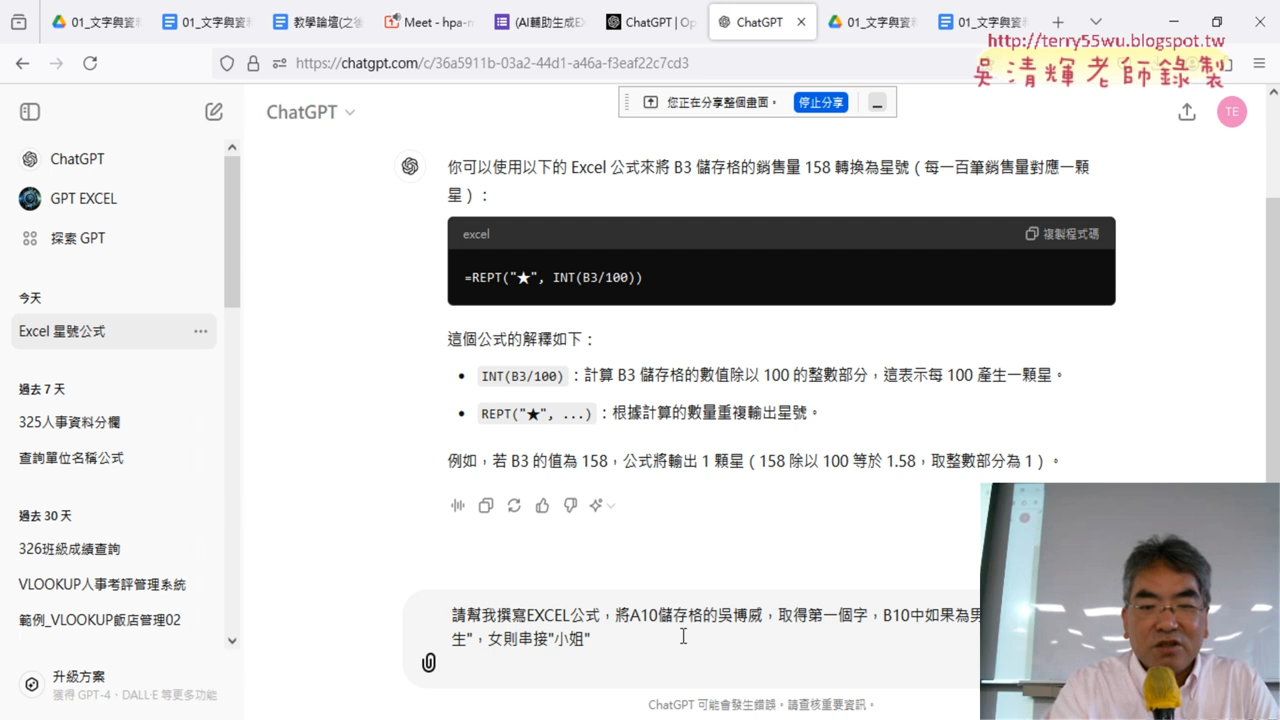 01_文字與資
01_文字與資
教學論壇(之後
Meet - hpa-m
(AI輔助生成EX
ChatGPT | Op
ChatGPT
01_文字與資
01_文字與資
https://chatgpt.com/c/36a5911b-03a2-44d1-a46a-f3eaf22c7cd3
http://terry55wu.blogspot.tw
吳清輝老師錄製
ChatGPT
您正在分享整個畫面。
停止分享
TE
ChatGPT
GPT EXCEL
探索 GPT
今天
Excel 星號公式
過去 7 天
325人事資料分欄
查詢單位名稱公式
過去 30 天
326班級成績查詢
VLOOKUP人事考評管理系統
範例_VLOOKUP飯店管理02
升級方案
獲得 GPT-4、DALL·E 等更多功能
你可以使用以下的 Excel 公式來將 B3 儲存格的銷售量 158 轉換為星號（每一百筆銷售量對應一顆
星）：
excel
複製程式碼
=REPT("★", INT(B3/100))
這個公式的解釋如下：
INT(B3/100)：計算 B3 儲存格的數值除以 100 的整數部分，這表示每 100 產生一顆星。
REPT("★", ...)：根據計算的數量重複輸出星號。
例如，若 B3 的值為 158，公式將輸出 1 顆星（158 除以 100 等於 1.58，取整數部分為 1）。
請幫我撰寫EXCEL公式，將A10儲存格的吳博威，取得第一個字，B10中如果為男
生"，女則串接"小姐"
ChatGPT 可能會發生錯誤。請查核重要資訊。